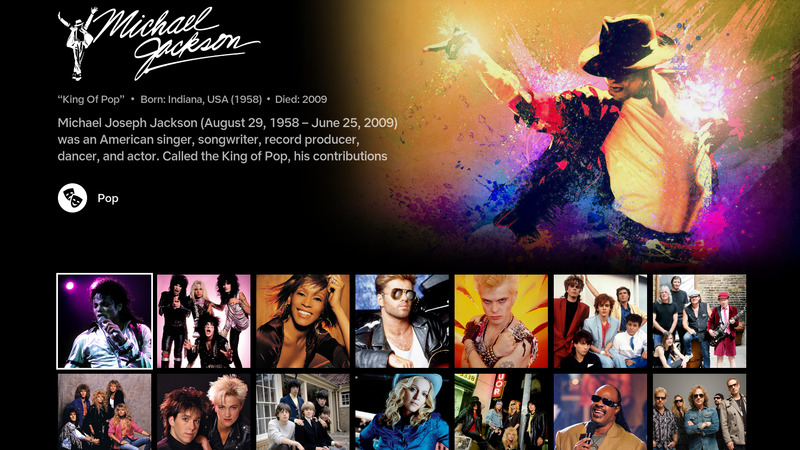 Michael
Jackson
“King Of Pop” • Born: Indiana, USA (1958) • Died: 2009
Michael Joseph Jackson (August 29, 1958 – June 25, 2009)
was an American singer, songwriter, record producer,
dancer, and actor. Called the King of Pop, his contributions
Pop